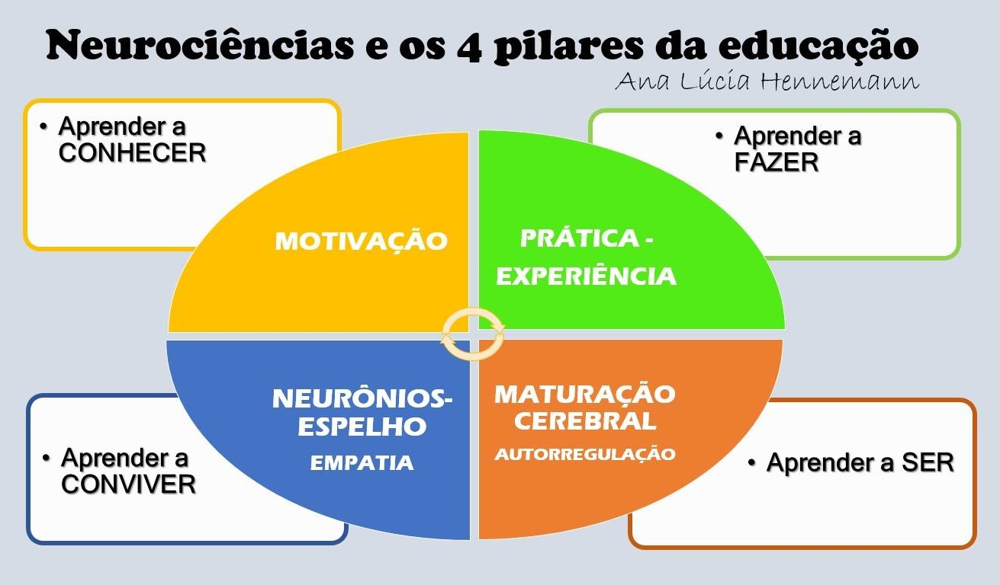 Neurociências e os 4 pilares da educação
Ana Lúcia Hennemann
• Aprender a
CONHECER
• Aprender a
FAZER
MOTIVAÇÃO
PRÁTICA -
EXPERIÊNCIA
NEURÔNIOS-
ESPELHO
EMPATIA
MATURAÇÃO
CEREBRAL
AUTORREGULAÇÃO
• Aprender a
CONVIVER
• Aprender a SER